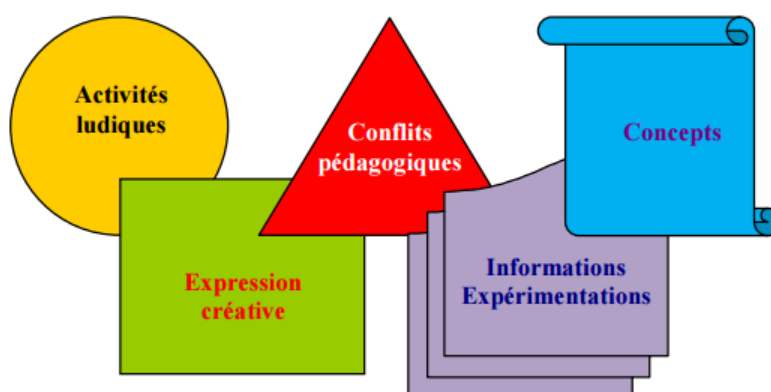 Activités
ludiques
Conflits
pédagogiques
Concepts
Expression
créative
Informations
Expérimentations